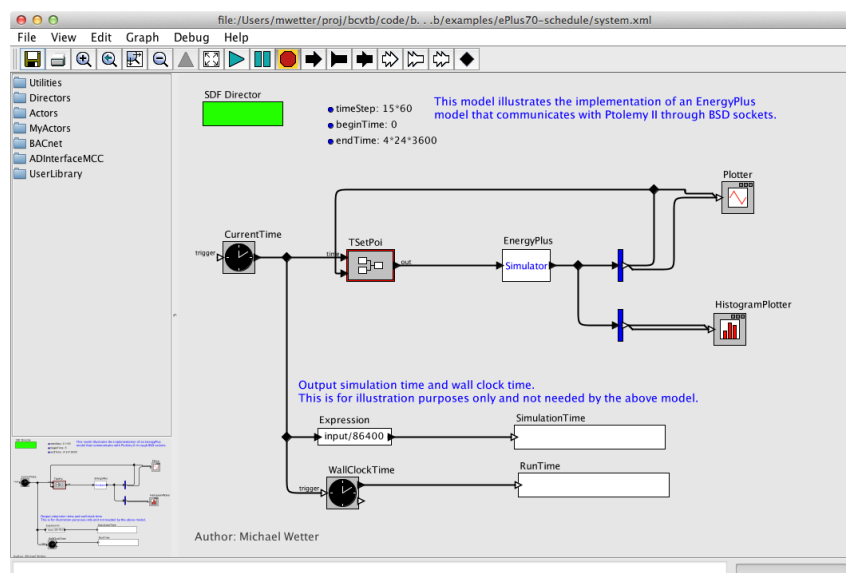 file:/Users/mwetter/proj/bcvtb/code/b. . .b/examples/ePlus70-schedule/system.xml
File View Edit Graph Debug Help
Utilities
Directors
Actors
MyActors
BACnet
ADInterfaceMCC
UserLibrary
SDF Director
timeStep: 15*60
beginTime: 0
endTime: 4*24*3600
This model illustrates the implementation of an EnergyPlus
model that communicates with Ptolemy II through BSD sockets.
Plotter
CurrentTime
trigger
TSetPoi
time
out
EnergyPlus
Simulator
HistogramPlotter
Output simulation time and wall clock time.
This is for illustration purposes only and not needed by the above model.
Expression
input/86400
SimulationTime
WallClockTime
trigger
RunTime
Author: Michael Wetter